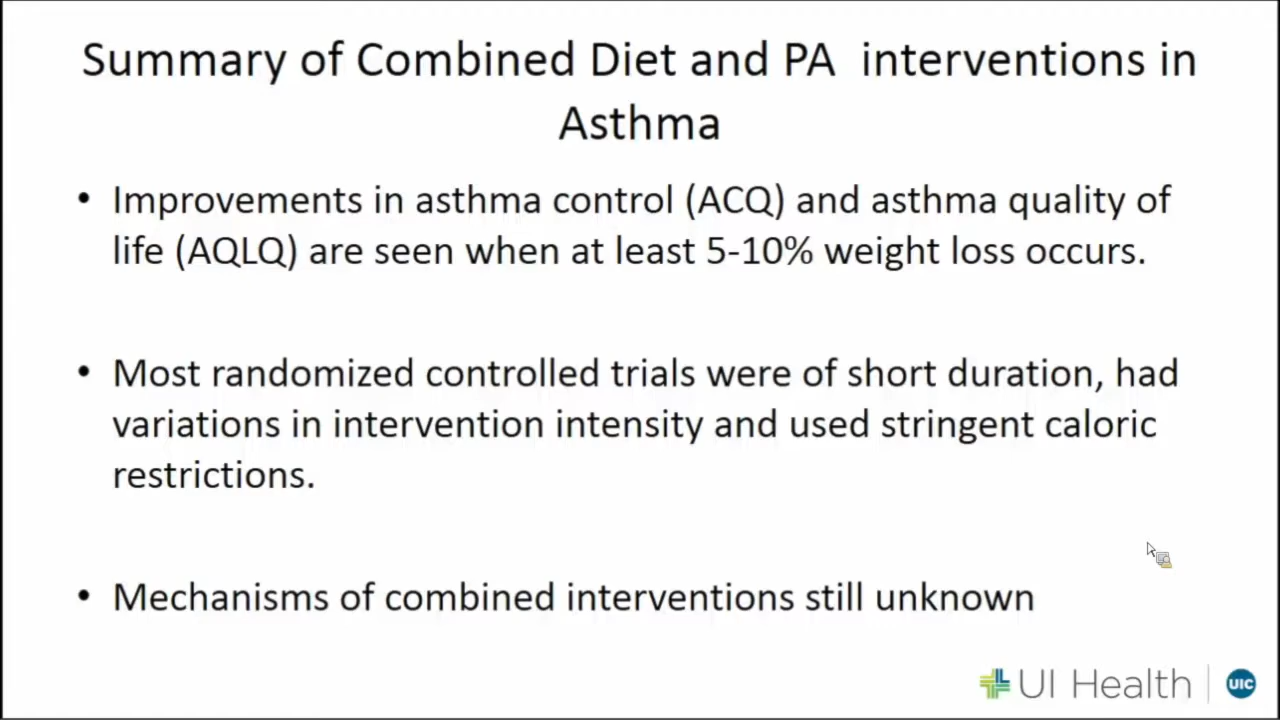 Summary of Combined Diet and PA interventions in
Asthma
• Improvements in asthma control (ACQ) and asthma quality of
life (AQLQ) are seen when at least 5-10% weight loss occurs.
• Most randomized controlled trials were of short duration, had
variations in intervention intensity and used stringent caloric
restrictions.
• Mechanisms of combined interventions still unknown
UI Health | UIC